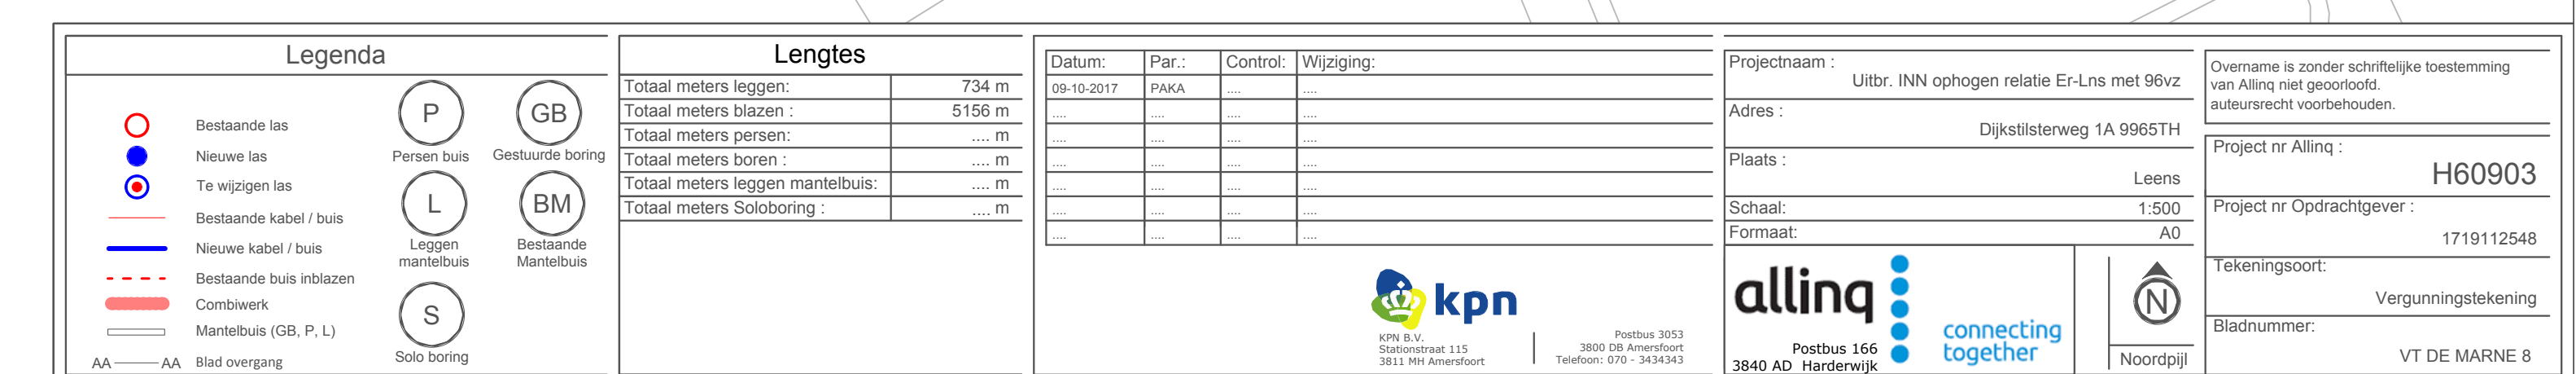 Legenda
Bestaande las
Nieuwe las
Te wijzigen las
Bestaande kabel / buis
Nieuwe kabel / buis
Bestaande buis inblazen
Combiwerk
Mantelbuis (GB, P, L)
AA AA Blad overgang
P
Persen buis
GB
Gestuurde boring
L
Leggen
mantelbuis
BM
Bestaande
Mantelbuis
S
Solo boring
Lengtes
Totaal meters leggen: 734 m
Totaal meters blazen : 5156 m
Totaal meters persen: .... m
Totaal meters boren : .... m
Totaal meters leggen mantelbuis: .... m
Totaal meters Soloboring : .... m
Datum: Par.: Control: Wijziging:
09-10-2017 PAKA .... ....
.... .... .... ....
.... .... .... ....
.... .... .... ....
.... .... .... ....
.... .... .... ....
.... .... .... ....
kpn
KPN B.V.
Stationstraat 115
3811 MH Amersfoort
Postbus 3053
3800 DB Amersfoort
Telefoon: 070 - 3434343
Projectnaam :
Uitbr. INN ophogen relatie Er-Lns met 96vz
Adres :
Dijkstilsterweg 1A 9965TH
Plaats :
Leens
Schaal: 1:500
Formaat: A0
allinq
connecting
together
Postbus 166
3840 AD Harderwijk
N
Noordpijl
Overname is zonder schriftelijke toestemming
van Allinq niet geoorloofd.
auteursrecht voorbehouden.
Project nr Allinq :
H60903
Project nr Opdrachtgever :
1719112548
Tekeningsoort:
Vergunningstekening
Bladnummer:
VT DE MARNE 8